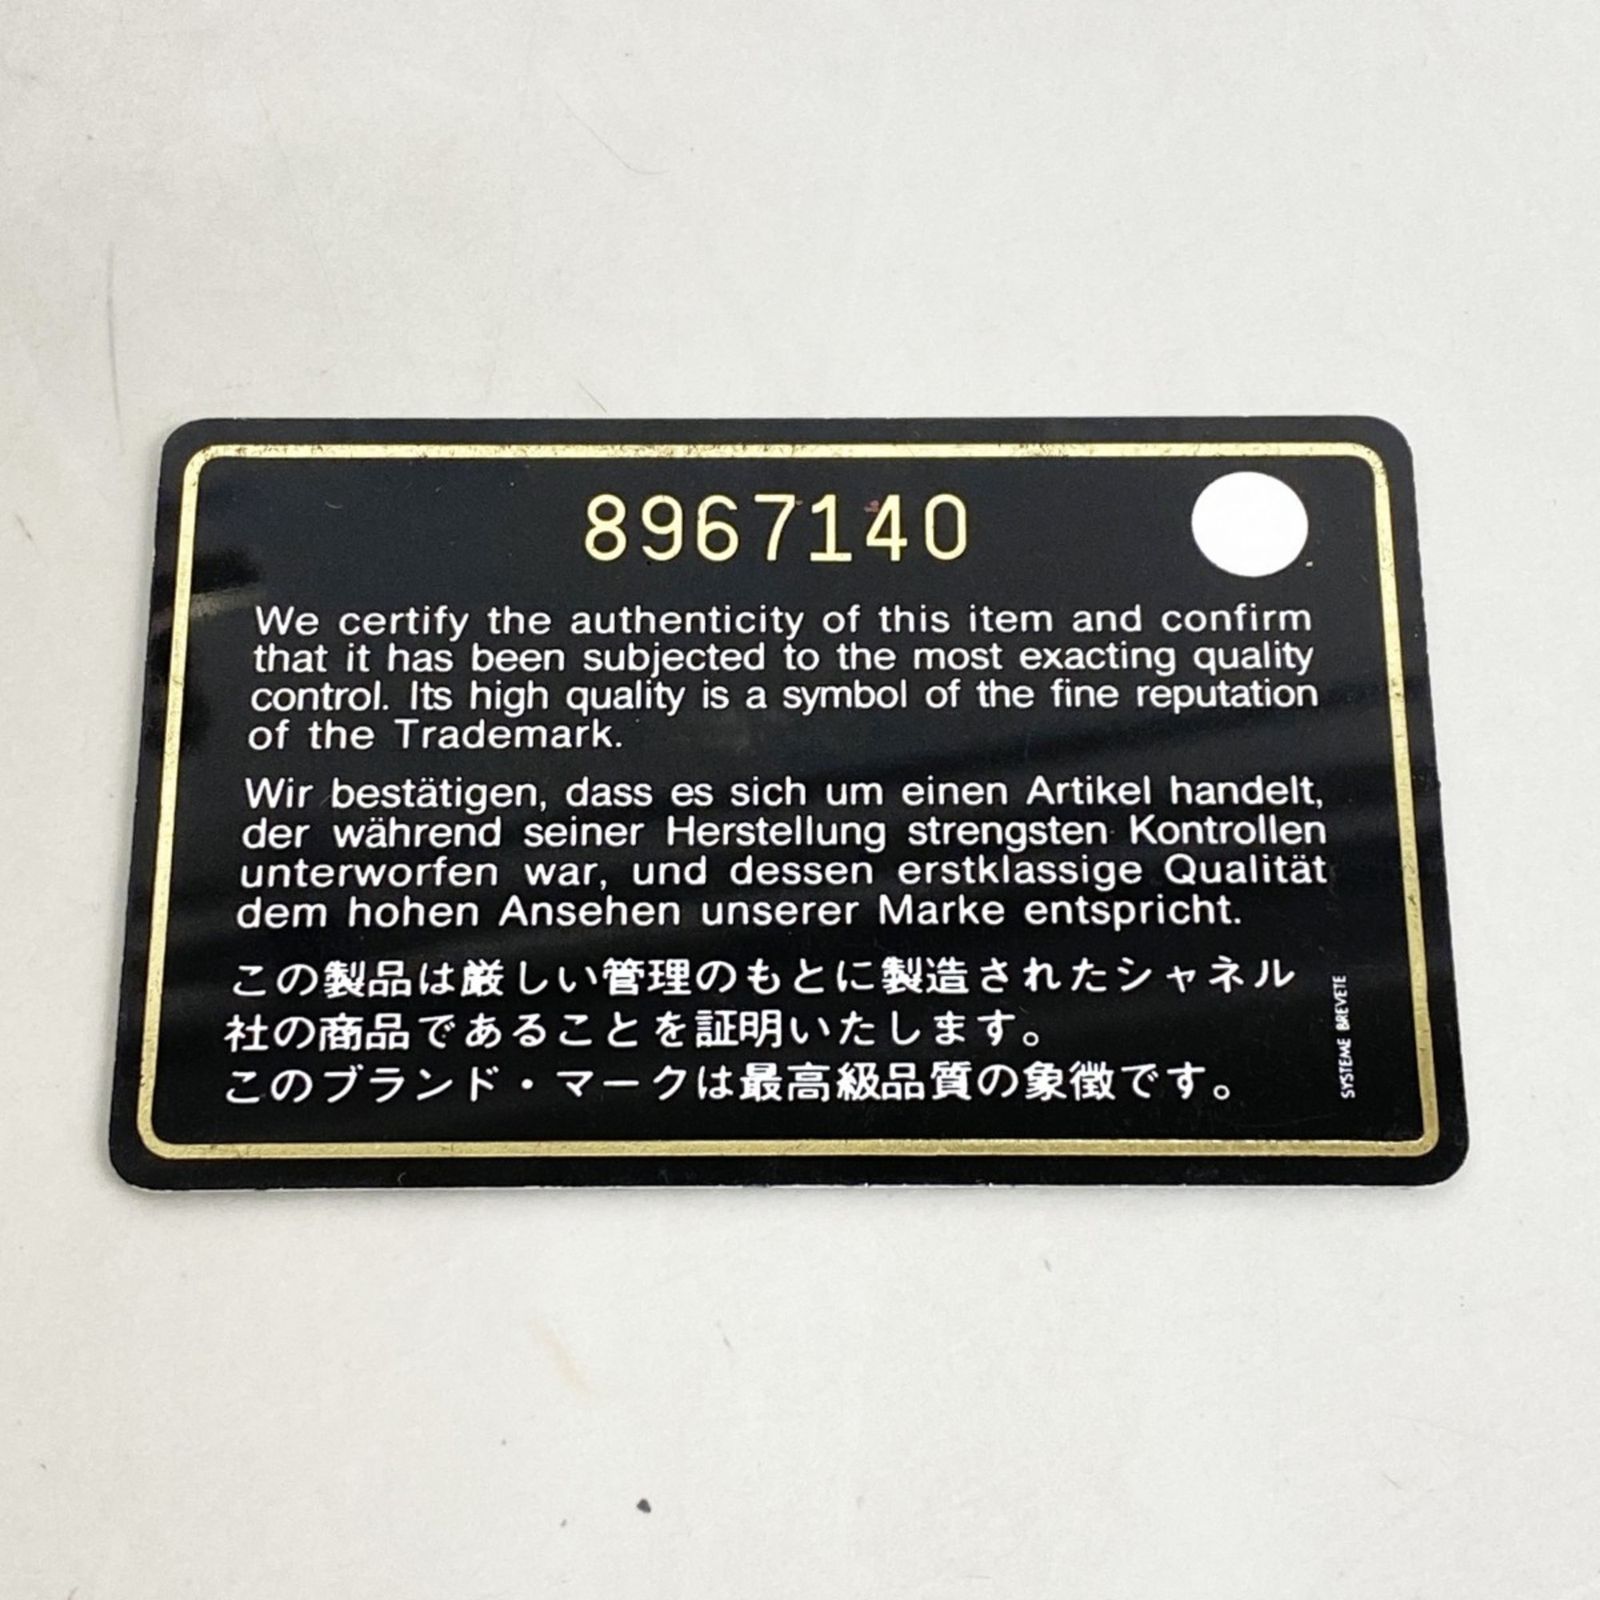 8967140
We certify the authenticity of this item and confirm
that it has been subjected to the most exacting quality
control. Its high quality is a symbol of the fine reputation
of the Trademark.
Wir bestätigen, dass es sich um einen Artikel handelt,
der während seiner Herstellung strengsten Kontrollen
unterworfen war, und dessen erstklassige Qualität
dem hohen Ansehen unserer Marke entspricht.
この製品は厳しい管理のもとに製造されたシャネル
社の商品であることを証明いたします。
このブランド・マークは最高級品質の象徴です。
SYSTEME BREVETE